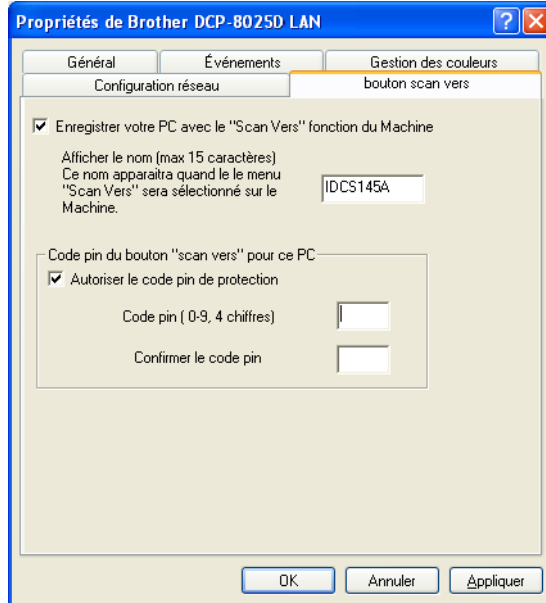 Propriétés de Brother DCP-8025D LAN
Général Événements Gestion des couleurs
Configuration réseau bouton scan vers
Enregistrer votre PC avec le "Scan Vers" fonction du Machine
Afficher le nom (max 15 caractères)
Ce nom apparaitra quand le le menu
"Scan Vers" sera sélectionné sur le
Machine.
IDCS145A
Code pin du bouton "scan vers" pour ce PC
Autoriser le code pin de protection
Code pin ( 0-9, 4 chiffres)
Confirmer le code pin
OK Annuler Appliquer